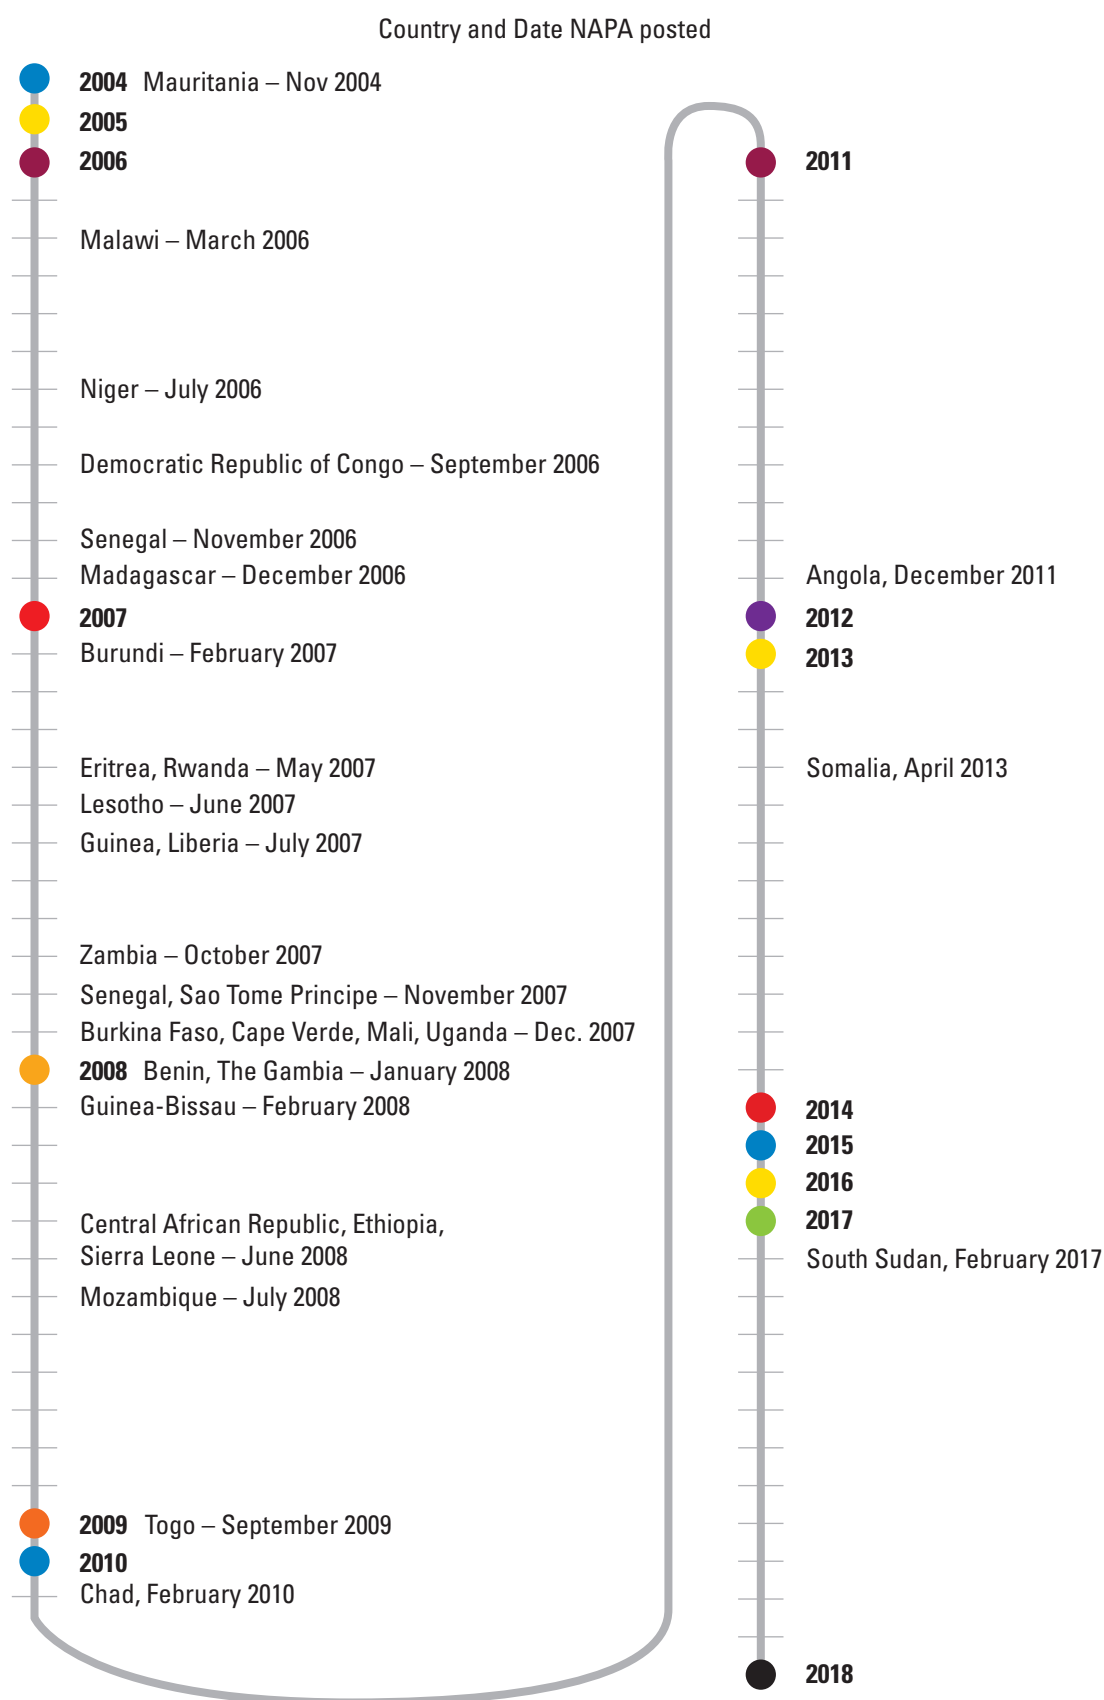 Country and Date NAPA posted
2004 Mauritania – Nov 2004
2005
2006
Malawi – March 2006
Niger – July 2006
Democratic Republic of Congo – September 2006
Senegal – November 2006
Madagascar – December 2006
2007
Burundi – February 2007
Eritrea, Rwanda – May 2007
Lesotho – June 2007
Guinea, Liberia – July 2007
Zambia – October 2007
Senegal, Sao Tome Principe – November 2007
Burkina Faso, Cape Verde, Mali, Uganda – Dec. 2007
2008 Benin, The Gambia – January 2008
Guinea-Bissau – February 2008
Central African Republic, Ethiopia,
Sierra Leone – June 2008
Mozambique – July 2008
2009 Togo – September 2009
2010
Chad, February 2010
2011
Angola, December 2011
2012
2013
Somalia, April 2013
2014
2015
2016
2017
South Sudan, February 2017
2018